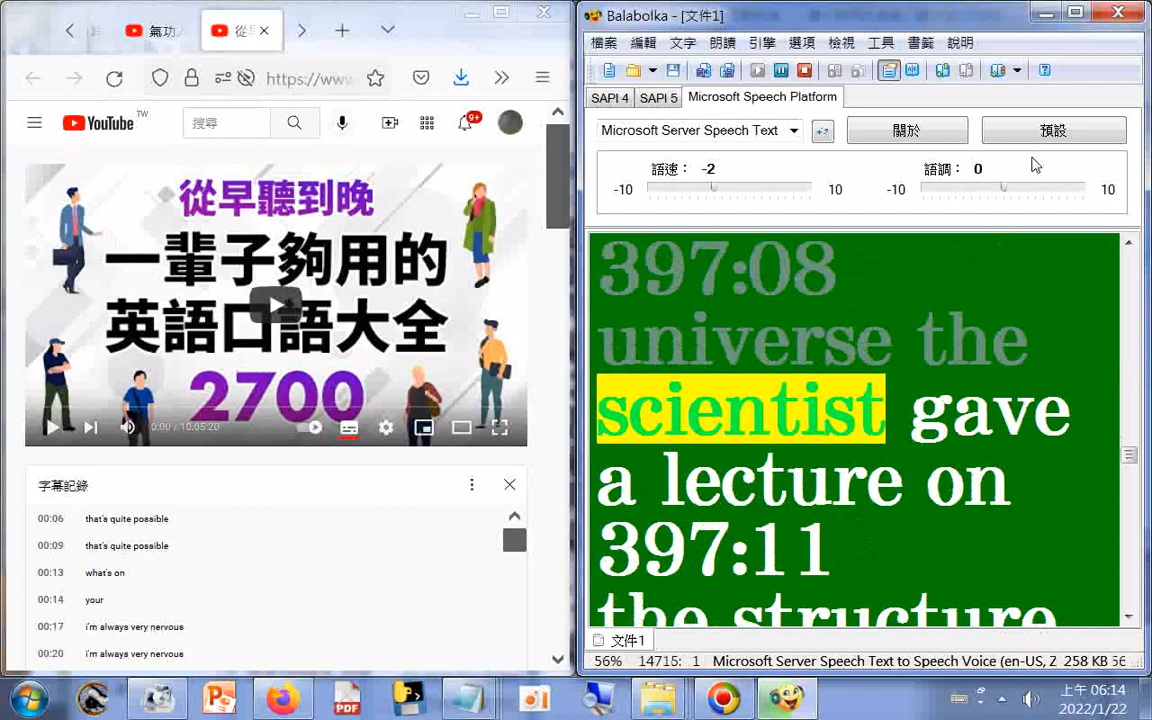 氣功
從
https://www
YouTube TW
搜尋
9+
從早聽到晚
一輩子夠用的
英語口語大全
2700
0:00 / 10:05:20
字幕記錄
00:06 that's quite possible
00:09 that's quite possible
00:13 what's on
00:14 your
00:17 i'm always very nervous
00:20 i'm always very nervous
Balabolka - [文件1]
檔案 編輯 文字 朗讀 引擎 選項 檢視 工具 書籤 說明
SAPI 4 SAPI 5 Microsoft Speech Platform
Microsoft Server Speech Text 關於 預設
語速： -2 語調： 0
-10 10 -10 10
397:08
universe the
scientist gave
a lecture on
397:11
the structure
文件1
56% 14715: 1 Microsoft Server Speech Text to Speech Voice (en-US, Z 258 KB 56
PDF
上午 06:14
2022/1/22